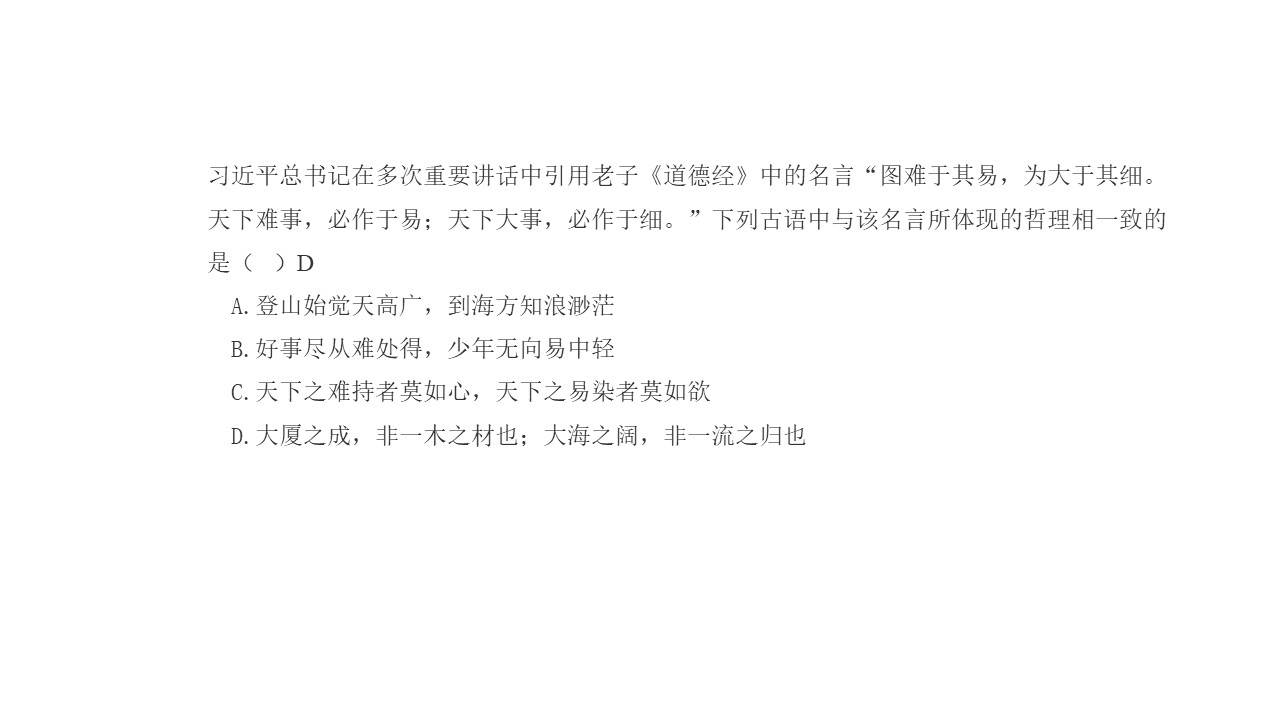 习近平总书记在多次重要讲话中引用老子《道德经》中的名言“图难于其易，为大于其细。
天下难事，必作于易；天下大事，必作于细。”下列古语中与该名言所体现的哲理相一致的
是（　）D
A.登山始觉天高广，到海方知浪渺茫
B.好事尽从难处得，少年无向易中轻
C.天下之难持者莫如心，天下之易染者莫如欲
D.大厦之成，非一木之材也；大海之阔，非一流之归也